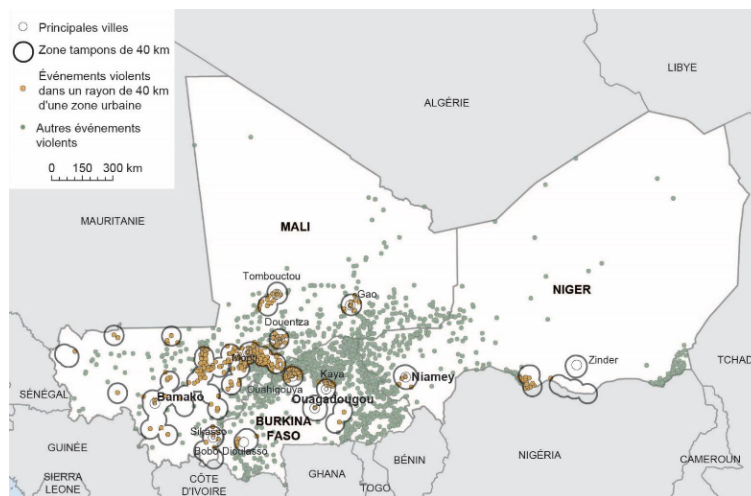 Principales villes
Zone tampons de 40 km
Événements violents
dans un rayon de 40 km
d'une zone urbaine
Autres événements
violents
0 150 300 km
LIBYE
ALGÉRIE
MAURITANIE
MALI
NIGER
Tombouctou
Gao
Douentza
Mopti
Zinder
TCHAD
Kaya
Niamey
Ouahigouya
SÉNÉGAL
Bamako
Ouagadougou
BURKINA
FASO
Sikasso
Bobo-Dioulasso
GUINÉE
BÉNIN
NIGÉRIA
CAMEROUN
SIERRA
LEONE
CÔTE
D'IVOIRE
GHANA
TOGO